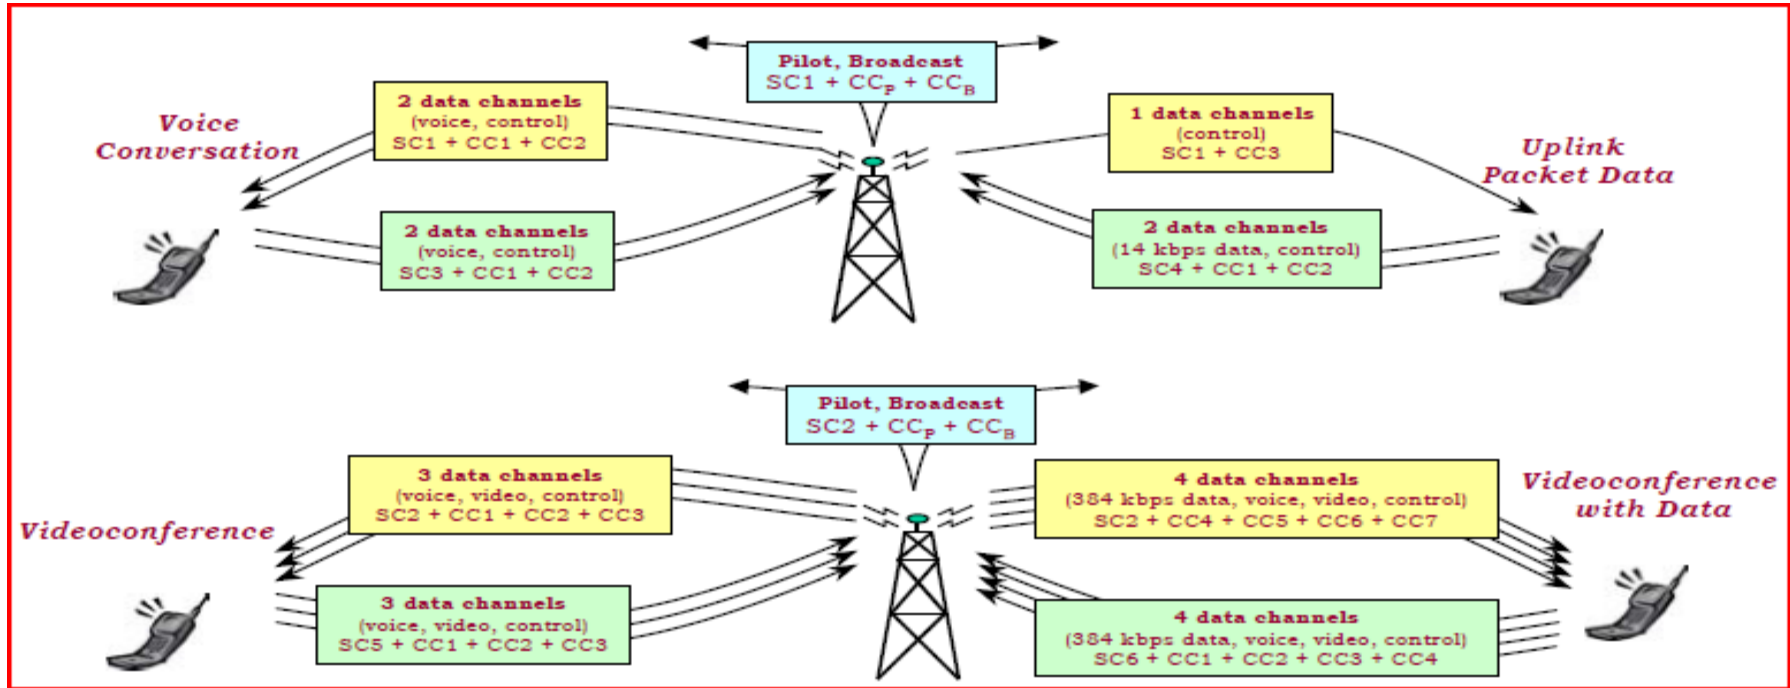 Pilot, Broadcast
SC1 + CCP + CCB
2 data channels
(voice, control)
SC1 + CC1 + CC2
Voice
Conversation
1 data channels
(control)
SC1 + CC3
Uplink
Packet Data
2 data channels
(voice, control)
SC3 + CC1 + CC2
2 data channels
(14 kbps data, control)
SC4 + CC1 + CC2
Pilot, Broadcast
SC2 + CCP + CCB
3 data channels
(voice, video, control)
SC2 + CC1 + CC2 + CC3
Videoconference
4 data channels
(384 kbps data, voice, video, control)
SC2 + CC4 + CC5 + CC6 + CC7
Videoconference
with Data
3 data channels
(voice, video, control)
SC5 + CC1 + CC2 + CC3
4 data channels
(384 kbps data, voice, video, control)
SC6 + CC1 + CC2 + CC3 + CC4